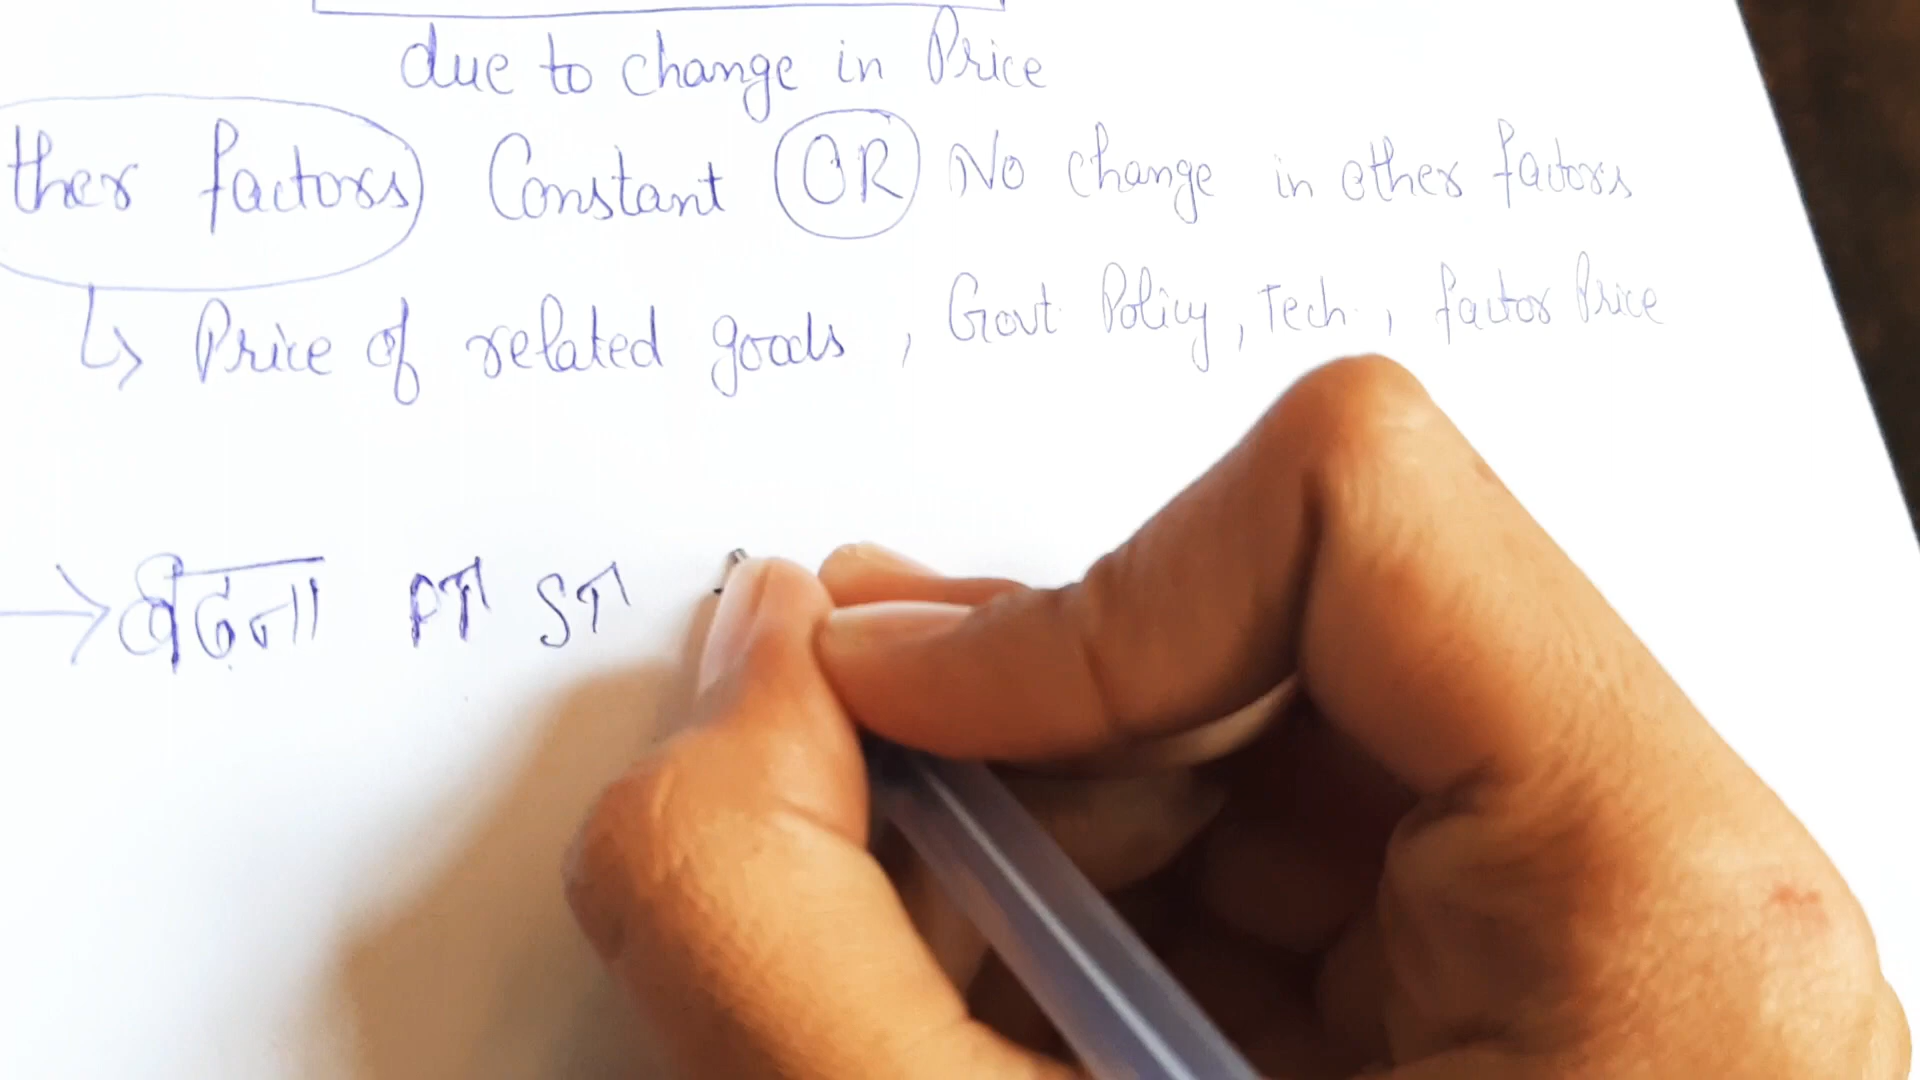 due to change in Price
ther factors Constant OR No change in other factors
↳ Price of related goods, Govt Policy, Tech, factor Price
→ बढ़ना P↑ S↑